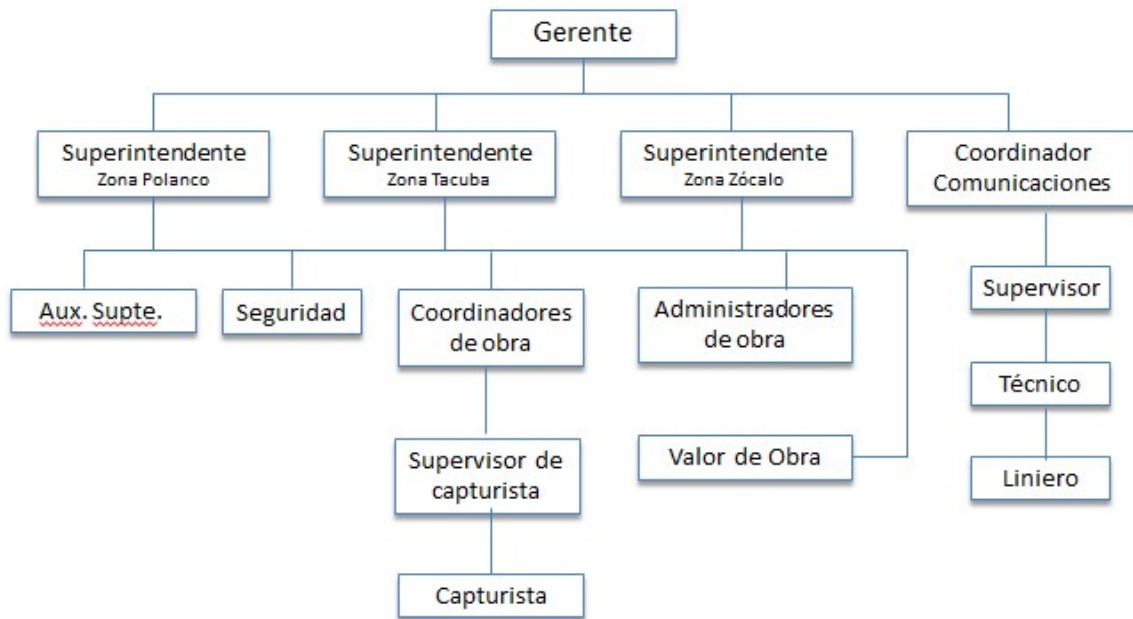 Gerente
Superintendente
Zona Polanco
Superintendente
Zona Tacuba
Superintendente
Zona Zócalo
Coordinador
Comunicaciones
Aux. Supte.
Seguridad
Coordinadores
de obra
Administradores
de obra
Supervisor
Técnico
Supervisor de
capturista
Valor de Obra
Liniero
Capturista